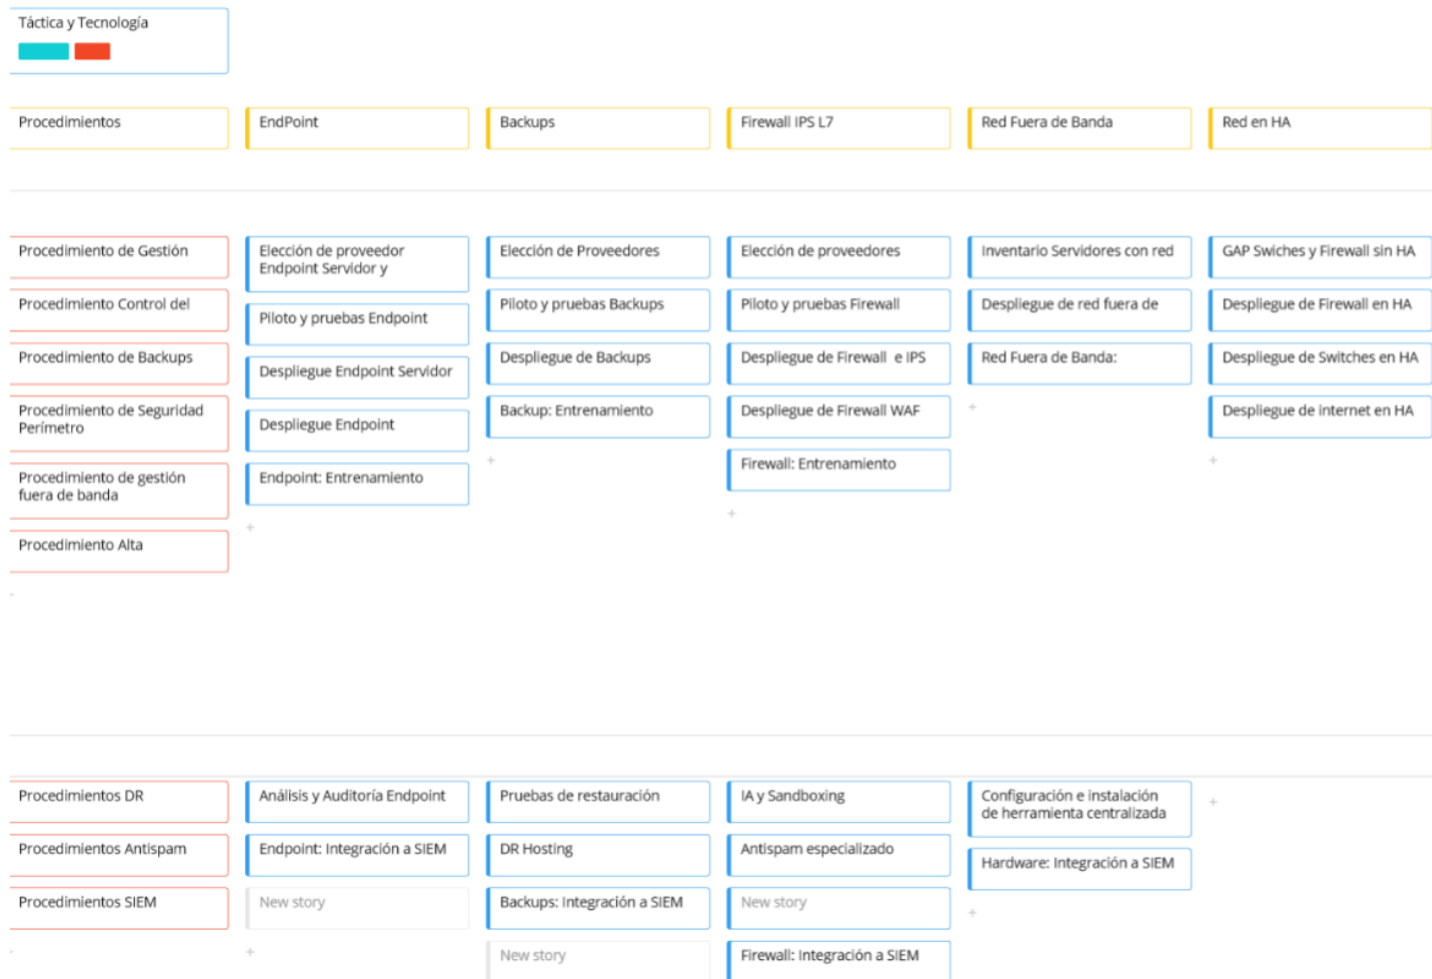 Táctica y Tecnología
Procedimientos
EndPoint
Backups
Firewall IPS L7
Red Fuera de Banda
Red en HA
Procedimiento de Gestión
Procedimiento Control del
Procedimiento de Backups
Procedimiento de Seguridad
Perímetro
Procedimiento de gestión
fuera de banda
Procedimiento Alta
Elección de proveedor
Endpoint Servidor y
Piloto y pruebas Endpoint
Despliegue Endpoint Servidor
Despliegue Endpoint
Endpoint: Entrenamiento
Elección de Proveedores
Piloto y pruebas Backups
Despliegue de Backups
Backup: Entrenamiento
Elección de proveedores
Piloto y pruebas Firewall
Despliegue de Firewall e IPS
Despliegue de Firewall WAF
Firewall: Entrenamiento
Inventario Servidores con red
Despliegue de red fuera de
Red Fuera de Banda:
GAP Swiches y Firewall sin HA
Despliegue de Firewall en HA
Despliegue de Switches en HA
Despliegue de internet en HA
Procedimientos DR
Procedimientos Antispam
Procedimientos SIEM
Análisis y Auditoría Endpoint
Endpoint: Integración a SIEM
New story
Pruebas de restauración
DR Hosting
Backups: Integración a SIEM
New story
IA y Sandboxing
Antispam especializado
New story
Firewall: Integración a SIEM
Configuración e instalación
de herramienta centralizada
Hardware: Integración a SIEM